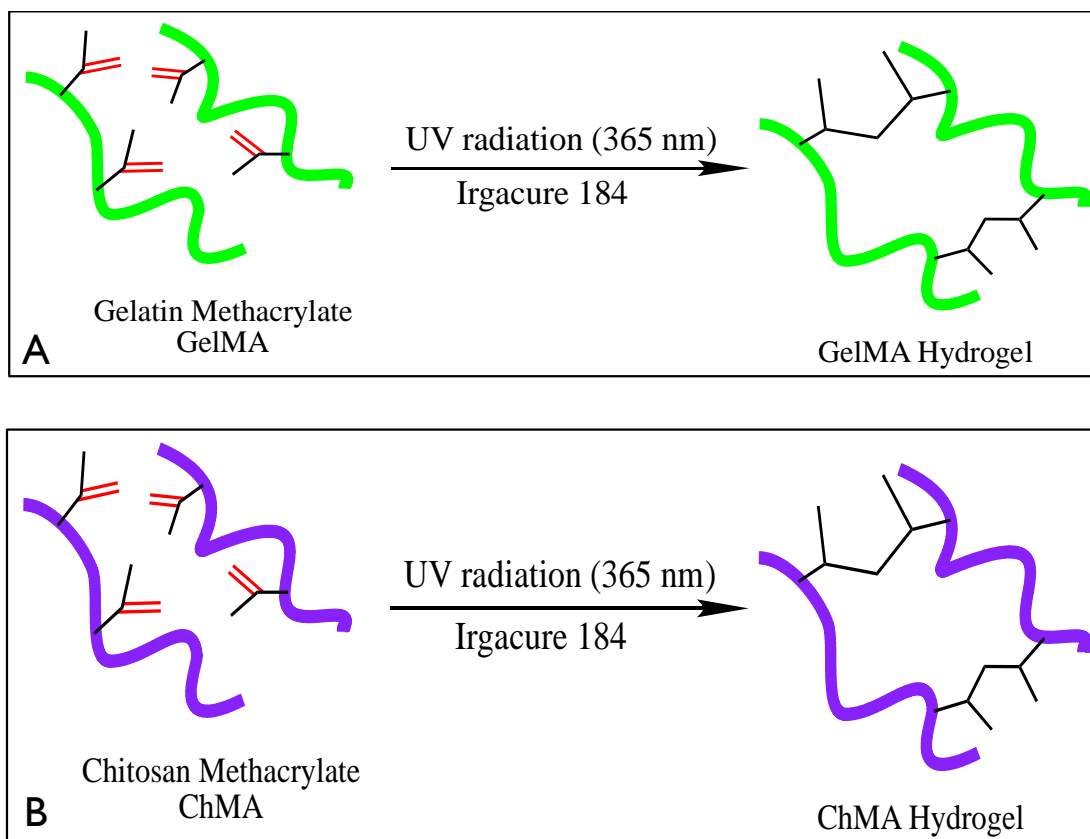 UV radiation (365 nm)
Irgacure 184
Gelatin Methacrylate
GelMA
GelMA Hydrogel
A
UV radiation (365 nm)
Irgacure 184
Chitosan Methacrylate
ChMA
ChMA Hydrogel
B